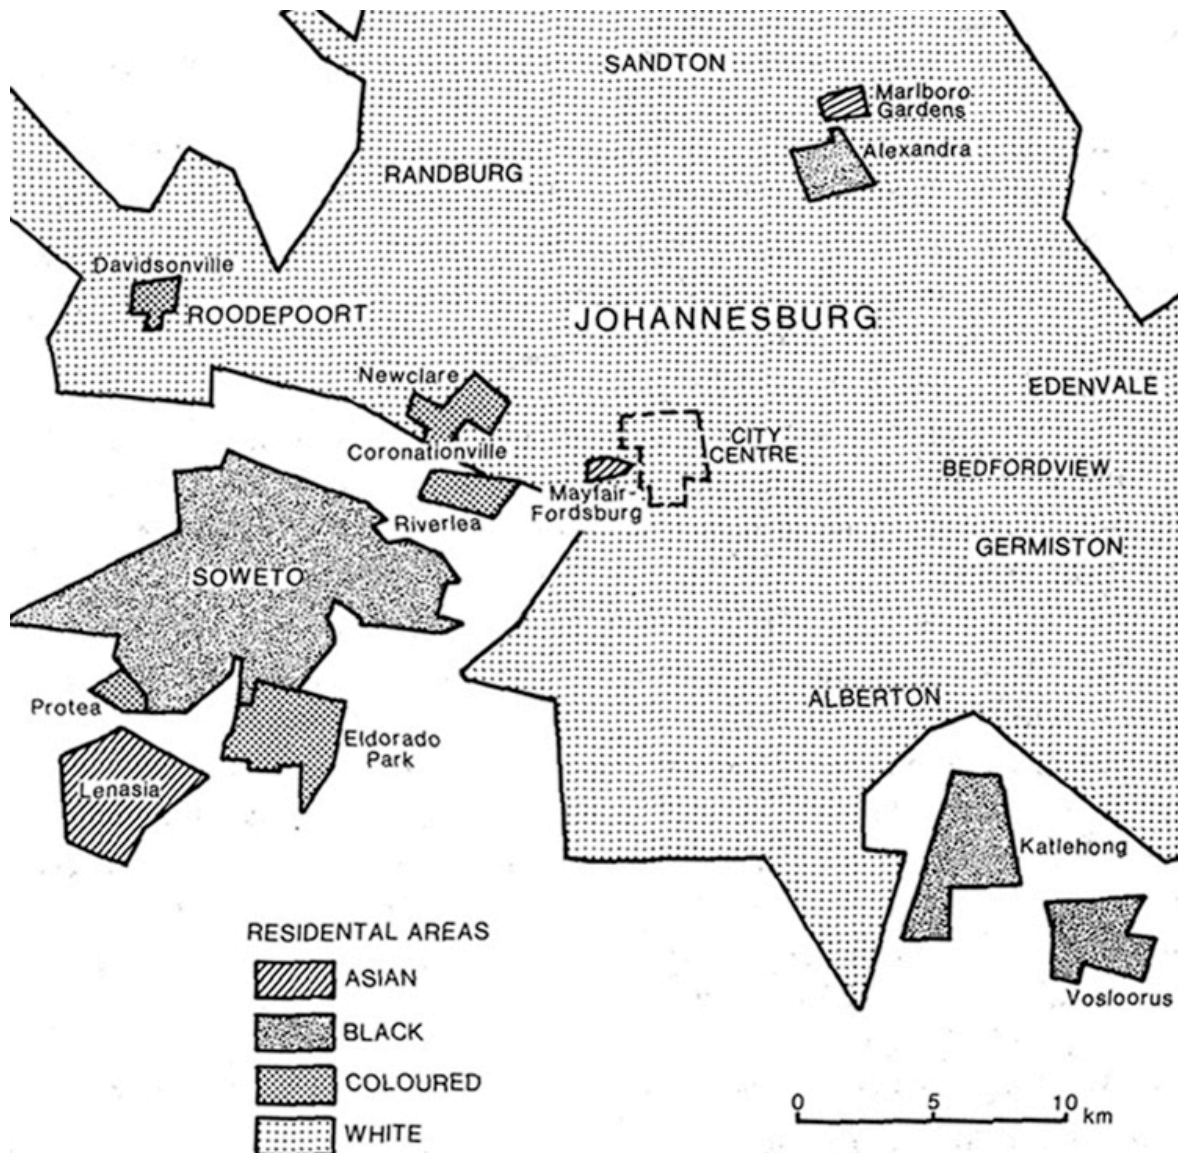 SANDTON
Marlboro
Gardens
Alexandra
RANDBURG
Davidsonville
ROODEPOORT
JOHANNESBURG
Newclare
EDENVALE
Coronationville
CITY
CENTRE
BEDFORDVIEW
Mayfair-
Fordsburg
Riverlea
GERMISTON
SOWETO
ALBERTON
Protea
Eldorado
Park
Lenasia
Katlehong
Vosloorus
RESIDENTAL AREAS
ASIAN
BLACK
COLOURED
WHITE
0 5 10 km